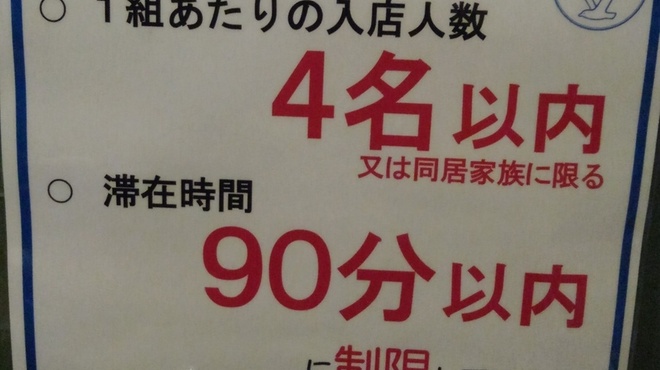 ○ 1組あたりの入店人数
4名以内
又は同居家族に限る
○ 滞在時間
90分以内
に制限